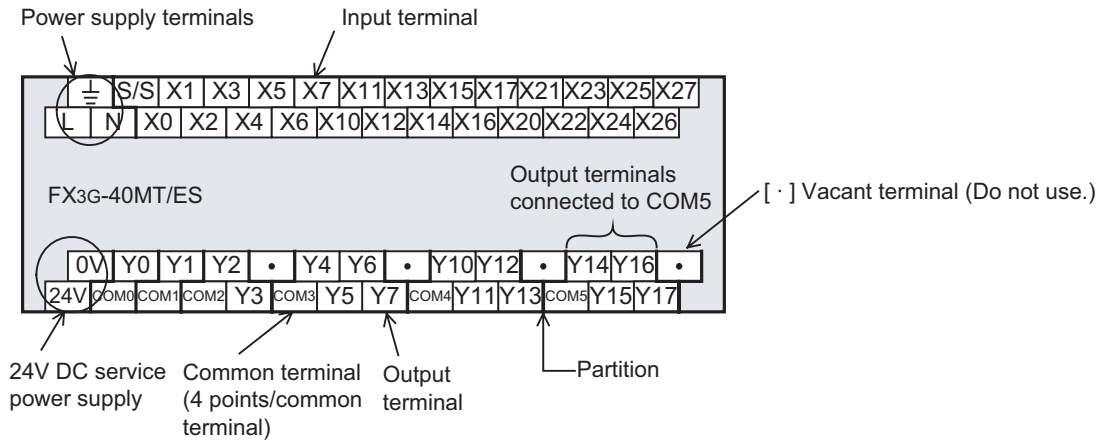 Power supply terminals
Input terminal
⏚ S/S X1 X3 X5 X7 X11 X13 X15 X17 X21 X23 X25 X27
L N X0 X2 X4 X6 X10 X12 X14 X16 X20 X22 X24 X26
FX3G-40MT/ES
Output terminals
connected to COM5
[ · ] Vacant terminal (Do not use.)
0V Y0 Y1 Y2 • Y4 Y6 • Y10 Y12 • Y14 Y16 •
24V COM0 COM1 COM2 Y3 COM3 Y5 Y7 COM4 Y11 Y13 COM5 Y15 Y17
24V DC service
power supply
Common terminal
(4 points/common
terminal)
Output
terminal
Partition